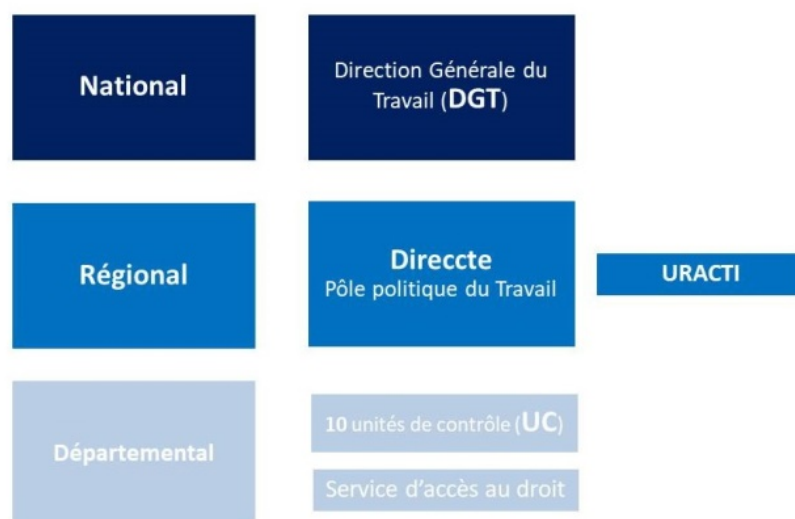 National
Direction Générale du
Travail (DGT)
Régional
Direccte
Pôle politique du Travail
URACTI
Départemental
10 unités de contrôle (UC)
Service d'accès au droit